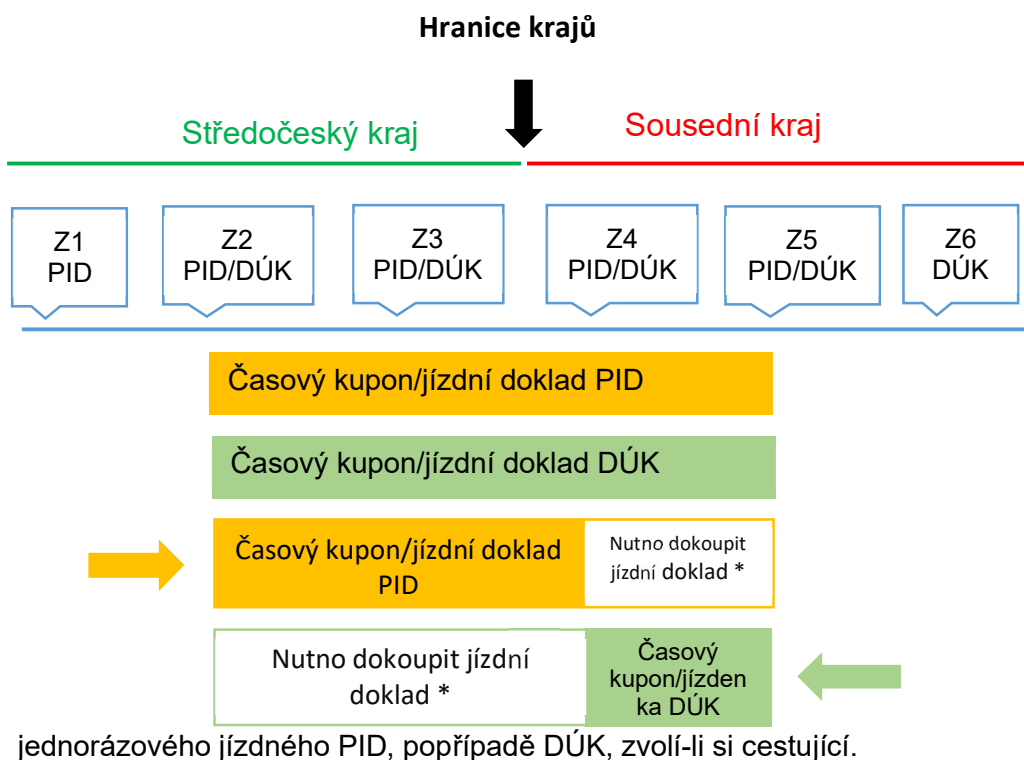 Hranice krajů
Středočeský kraj
Sousední kraj
Z1
PID
Z2
PID/DÚK
Z3
PID/DÚK
Z4
PID/DÚK
Z5
PID/DÚK
Z6
DÚK
Časový kupon/jízdní doklad PID
Časový kupon/jízdní doklad DÚK
Časový kupon/jízdní doklad
PID
Nutno dokoupit
jízdní doklad *
Nutno dokoupit jízdní
doklad *
Časový
kupon/jízden
ka DÚK
jednorázového jízdného PID, popřípadě DÚK, zvolí-li si cestující.